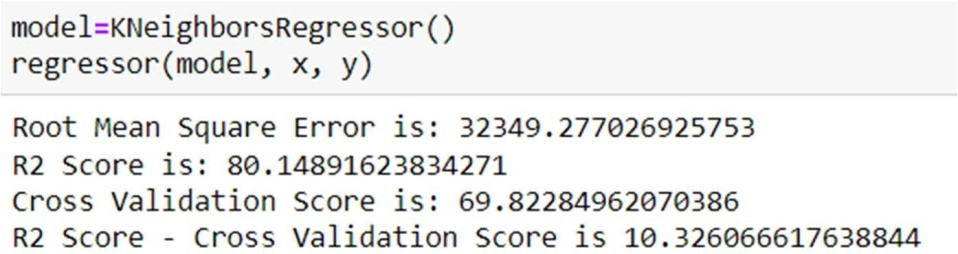 model=KNeighborsRegressor()
regressor(model, x, y)
Root Mean Square Error is: 32349.277026925753
R2 Score is: 80.14891623834271
Cross Validation Score is: 69.82284962070386
R2 Score - Cross Validation Score is 10.326066617638844